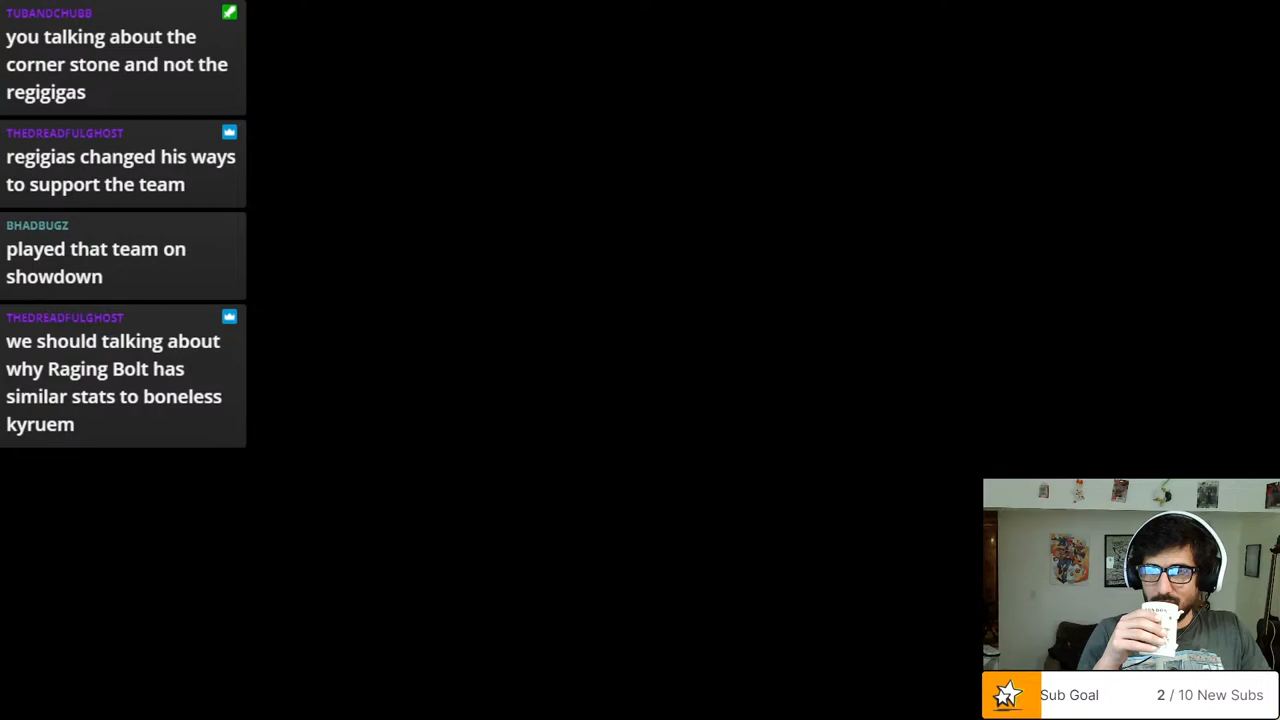 TUBANDCHUBB
you talking about the
corner stone and not the
regigigas
THEDREADFULGHOST
regigias changed his ways
to support the team
BHADBUGZ
played that team on
showdown
THEDREADFULGHOST
we should talking about
why Raging Bolt has
similar stats to boneless
kyruem
Sub Goal
2 / 10 New Subs